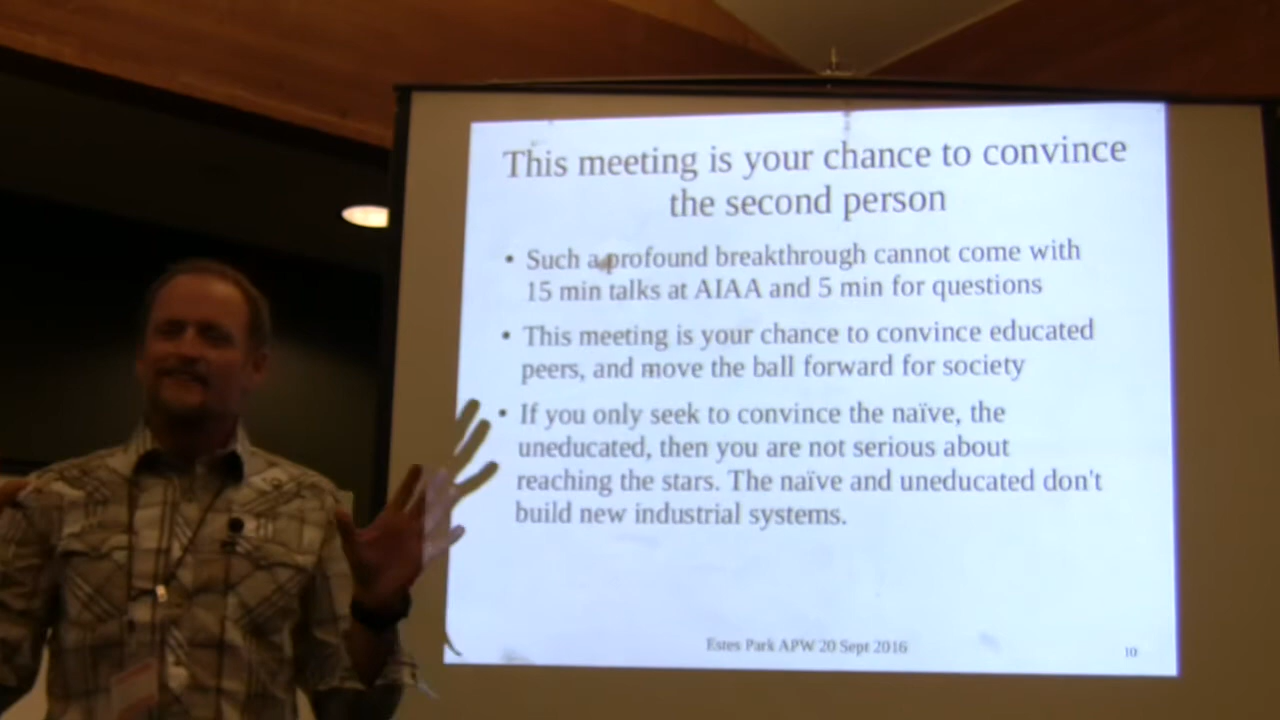 This meeting is your chance to convince
the second person
• Such a profound breakthrough cannot come with
15 min talks at AIAA and 5 min for questions
• This meeting is your chance to convince educated
peers, and move the ball forward for society
• If you only seek to convince the naïve, the
uneducated, then you are not serious about
reaching the stars. The naïve and uneducated don't
build new industrial systems.
Estes Park APW 20 Sept 2016
10